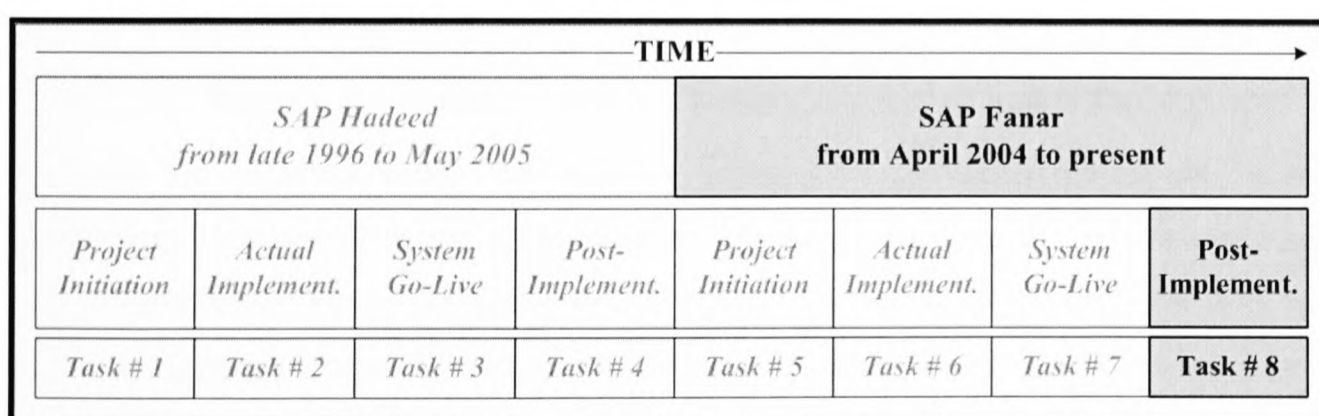 TIME
SAP Hadeed
from late 1996 to May 2005
SAP Fanar
from April 2004 to present
Project
Initiation
Actual
Implement.
System
Go-Live
Post-
Implement.
Project
Initiation
Actual
Implement.
System
Go-Live
Post-
Implement.
Task # 1
Task # 2
Task # 3
Task # 4
Task # 5
Task # 6
Task # 7
Task # 8